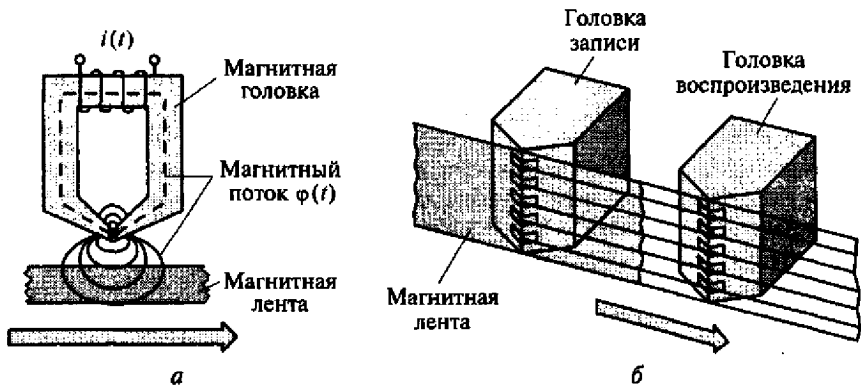 i(t)
Магнитная
головка
Магнитный
поток φ(t)
Магнитная
лента
а
Головка
записи
Головка
воспроизведения
Магнитная
лента
б